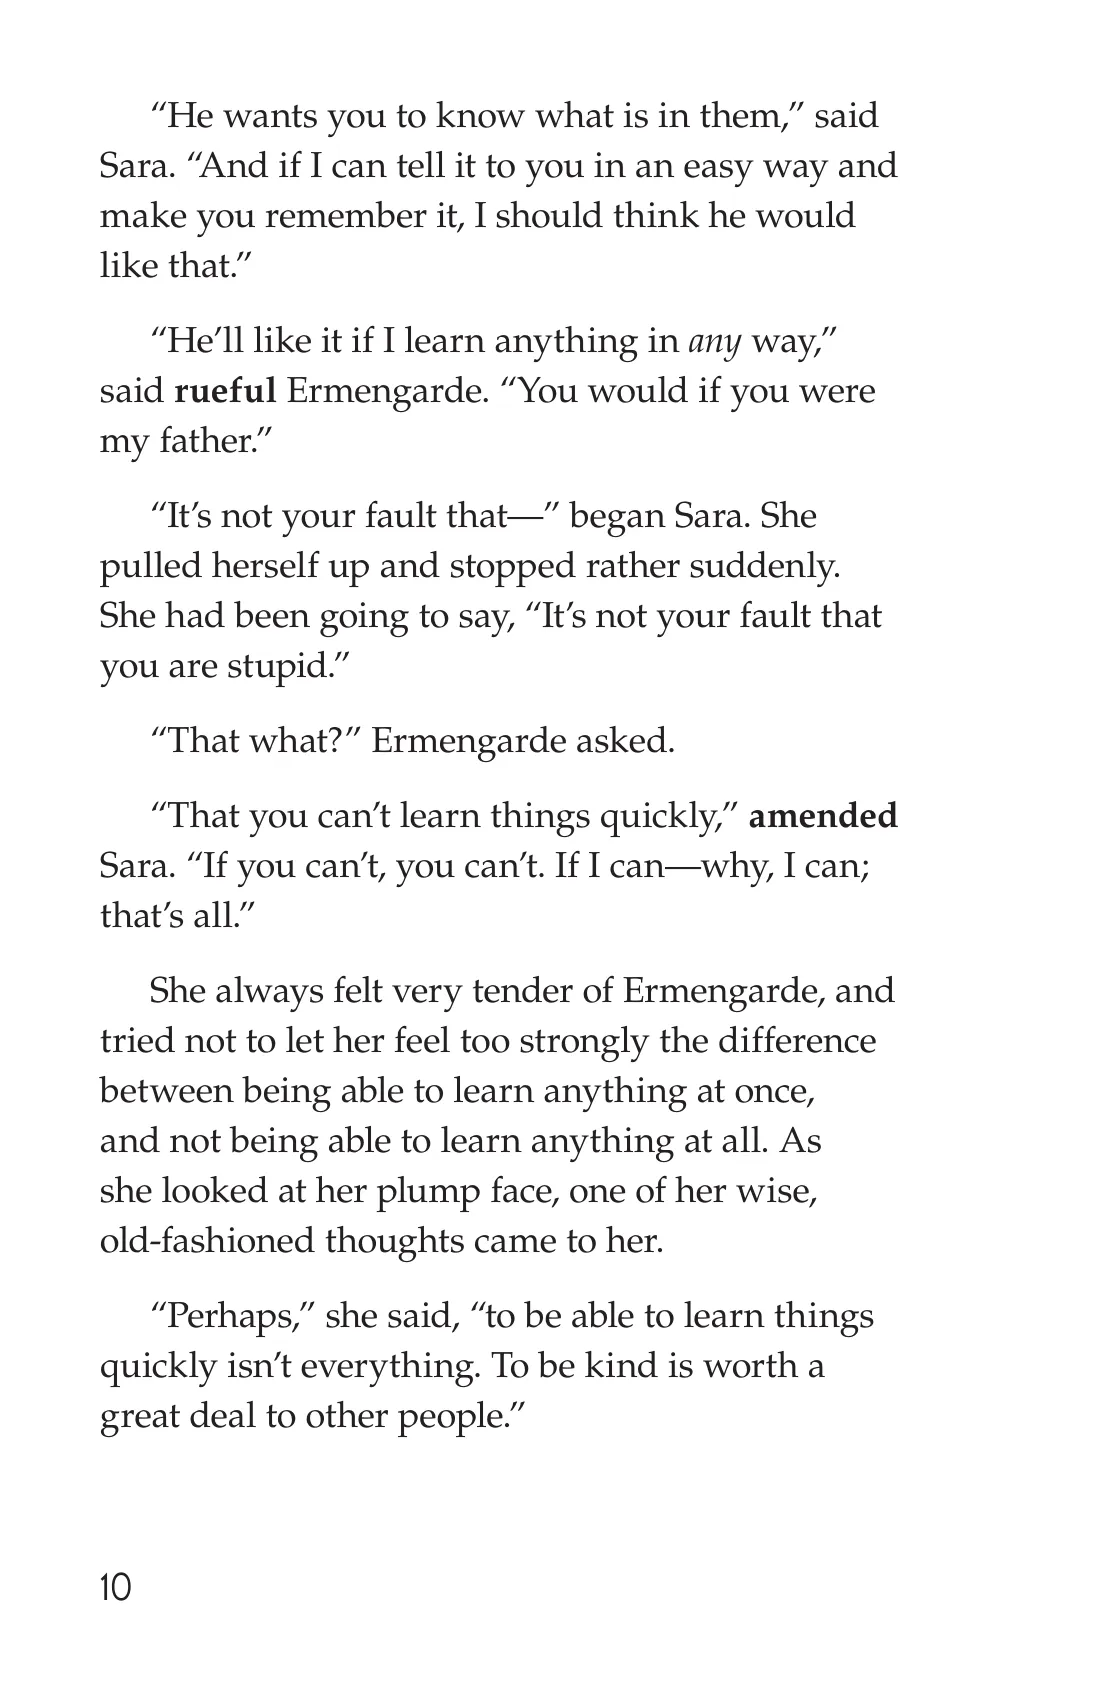 “He wants you to know what is in them,” said
Sara. “And if I can tell it to you in an easy way and
make you remember it, I should think he would
like that.”
“He’ll like it if I learn anything in any way,”
said rueful Ermengarde. “You would if you were
my father.”
“It’s not your fault that—” began Sara. She
pulled herself up and stopped rather suddenly.
She had been going to say, “It’s not your fault that
you are stupid.”
“That what?” Ermengarde asked.
“That you can’t learn things quickly,” amended
Sara. “If you can’t, you can’t. If I can—why, I can;
that’s all.”
She always felt very tender of Ermengarde, and
tried not to let her feel too strongly the difference
between being able to learn anything at once,
and not being able to learn anything at all. As
she looked at her plump face, one of her wise,
old-fashioned thoughts came to her.
“Perhaps,” she said, “to be able to learn things
quickly isn’t everything. To be kind is worth a
great deal to other people.”
10